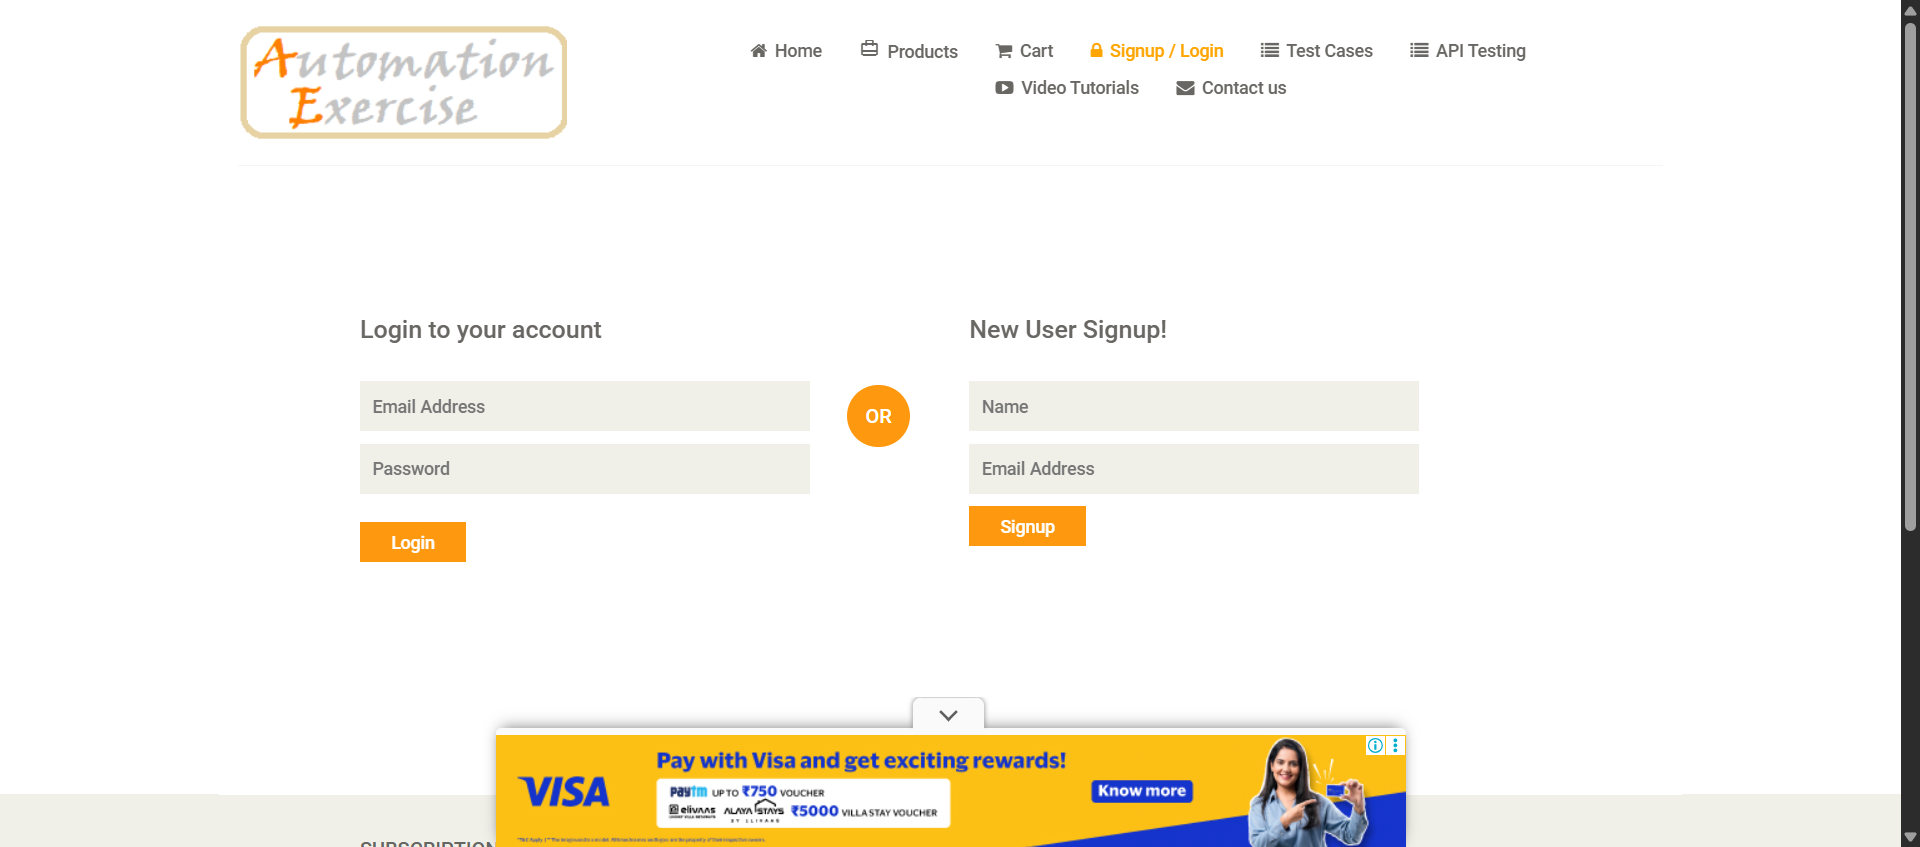 Automation
Exercise
Home
Products
Cart
Signup / Login
Test Cases
API Testing
Video Tutorials
Contact us
Login to your account
New User Signup!
Email Address
Password
Login
OR
Name
Email Address
Signup
Pay with Visa and get exciting rewards!
VISA
paytm UP TO ₹750 VOUCHER
elivaas ALAYA STAYS ₹5000 VILLA STAY VOUCHER
BY ELIVAAS
Know more
SUBSCRIPTION